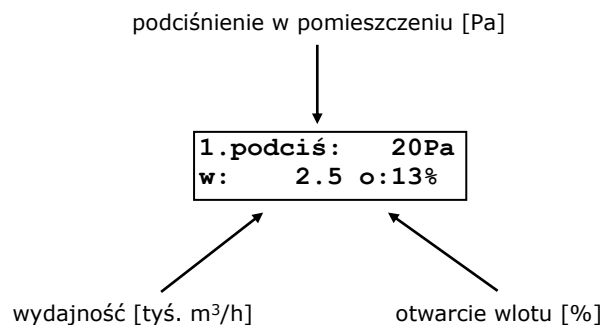 podciśnienie w pomieszczeniu [Pa]
1.podciś: 20Pa
w: 2.5 o:13%
wydajność [tyś. m³/h]
otwarcie wlotu [%]